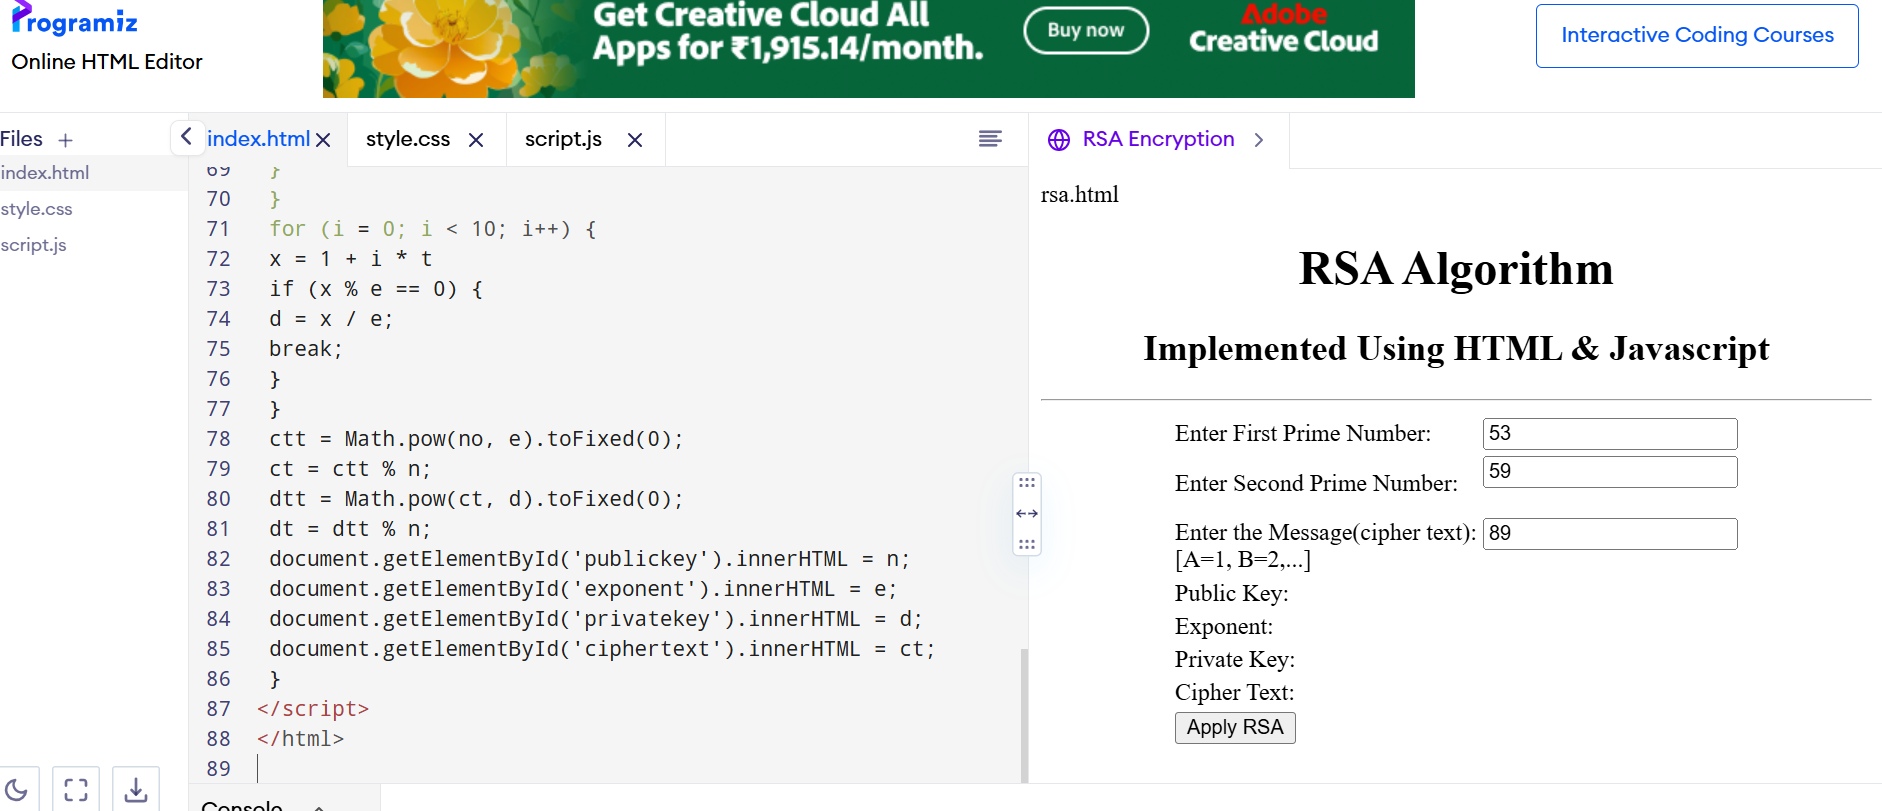 Programiz
Online HTML Editor
Get Creative Cloud All
Apps for ₹1,915.14/month.
Buy now
Adobe
Creative Cloud
Interactive Coding Courses
Files +
index.html
style.css
script.js
index.html
style.css
script.js
69 }
70 }
71 for (i = 0; i < 10; i++) {
72 x = 1 + i * t
73 if (x % e == 0) {
74 d = x / e;
75 break;
76 }
77 }
78 ctt = Math.pow(no, e).toFixed(0);
79 ct = ctt % n;
80 dtt = Math.pow(ct, d).toFixed(0);
81 dt = dtt % n;
82 document.getElementById('publickey').innerHTML = n;
83 document.getElementById('exponent').innerHTML = e;
84 document.getElementById('privatekey').innerHTML = d;
85 document.getElementById('ciphertext').innerHTML = ct;
86 }
87 </script>
88 </html>
89
Console
RSA Encryption
rsa.html
RSA Algorithm
Implemented Using HTML & Javascript
Enter First Prime Number: 53
Enter Second Prime Number: 59
Enter the Message(cipher text): 89
[A=1, B=2,...]
Public Key:
Exponent:
Private Key:
Cipher Text:
Apply RSA